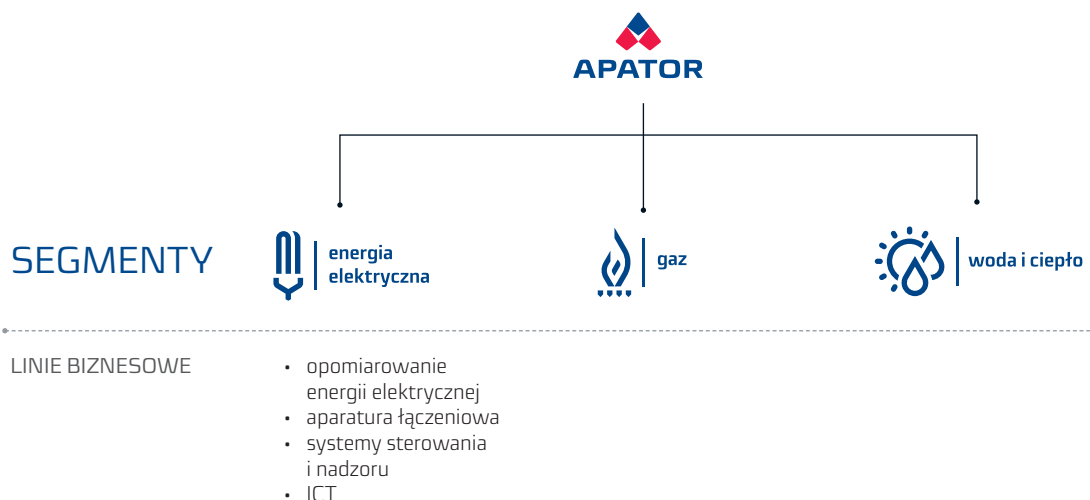 APATOR
SEGMENTY
energia
elektryczna
gaz
woda i ciepło
LINIE BIZNESOWE
• opomiarowanie
energii elektrycznej
• aparatura łączeniowa
• systemy sterowania
i nadzoru
• ICT